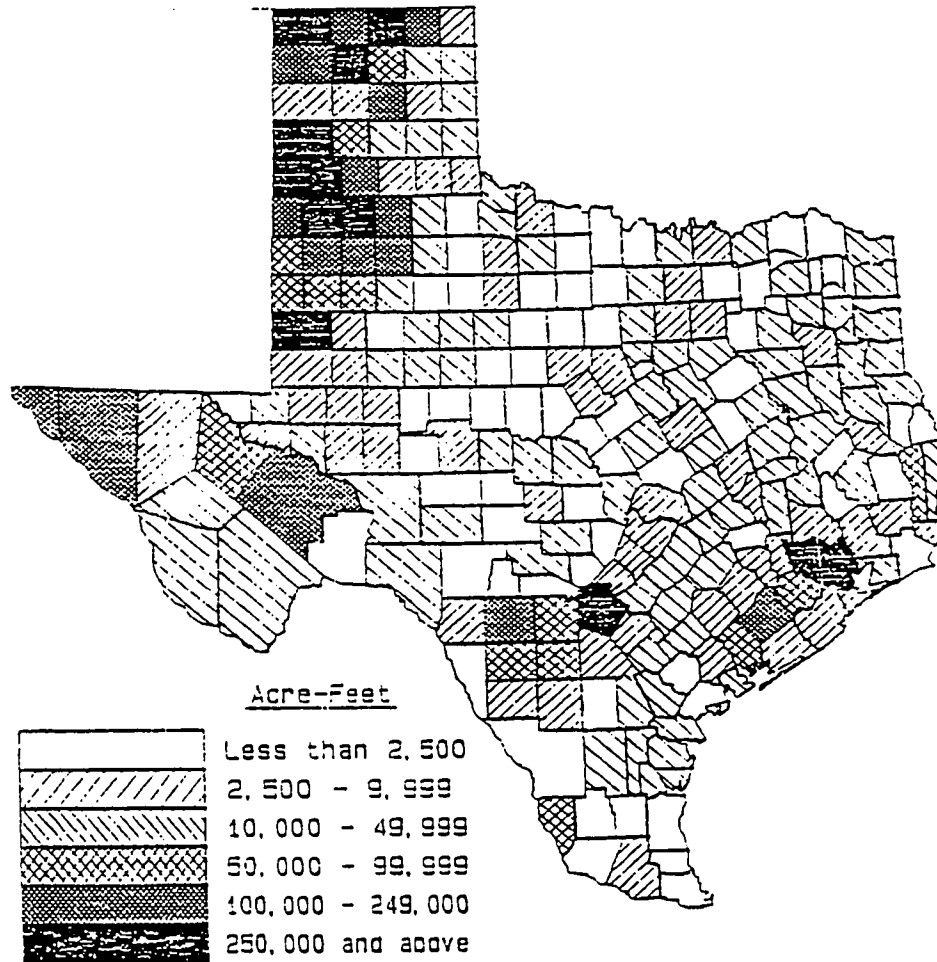 Acre-Feet
Less than 2,500
2,500 - 9,999
10,000 - 49,999
50,000 - 99,999
100,000 - 249,000
250,000 and above